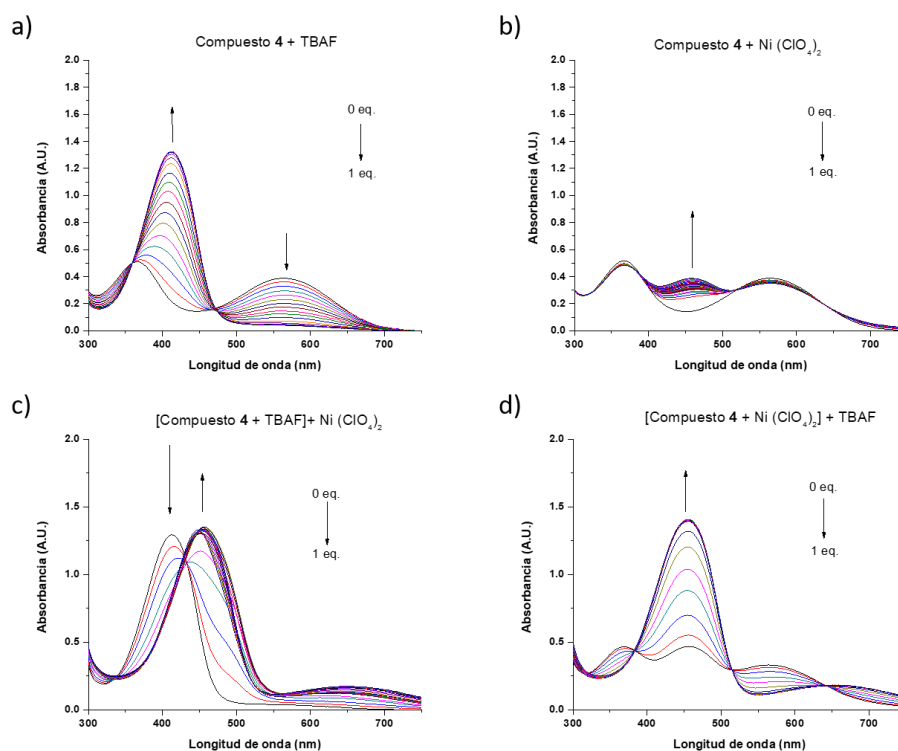 a)
Compuesto 4 + TBAF
2.0
1.8
1.6
1.4
1.2
1.0
0.8
0.6
0.4
0.2
0.0
Absorbancia (A.U.)
0 eq.
1 eq.
300 350 400 450 500 550 600 650 700
Longitud de onda (nm)
b)
Compuesto 4 + Ni (ClO4)2
2.0
1.8
1.6
1.4
1.2
1.0
0.8
0.6
0.4
0.2
0.0
Absorbancia (A.U.)
0 eq.
1 eq.
300 400 500 600 700
Longitud de onda (nm)
c)
[Compuesto 4 + TBAF]+ Ni (ClO4)2
2.0
1.5
1.0
0.5
0.0
Absorbancia (A.U.)
0 eq.
1 eq.
300 400 500 600 700
Longitud de onda (nm)
d)
[Compuesto 4 + Ni (ClO4)2] + TBAF
2.0
1.5
1.0
0.5
0.0
Absorbancia (A.U.)
0 eq.
1 eq.
300 400 500 600 700
Longitud de onda (nm)